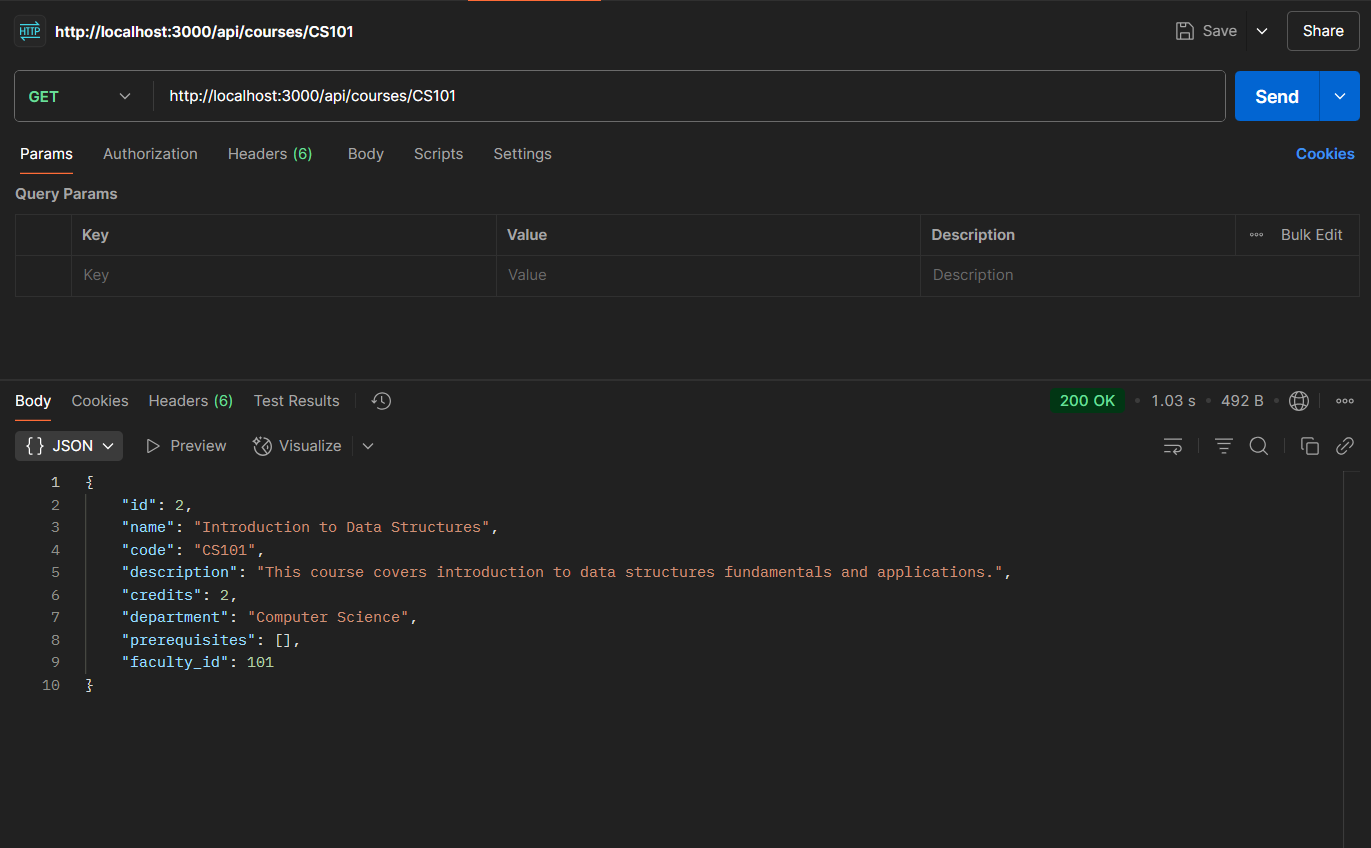 HTTP http://localhost:3000/api/courses/CS101 Save Share
GET http://localhost:3000/api/courses/CS101 Send
Params Authorization Headers (6) Body Scripts Settings Cookies
Query Params
Key Value Description Bulk Edit
Key Value Description
Body Cookies Headers (6) Test Results 200 OK • 1.03 s • 492 B •
{} JSON Preview Visualize
1 {
2 "id": 2,
3 "name": "Introduction to Data Structures",
4 "code": "CS101",
5 "description": "This course covers introduction to data structures fundamentals and applications.",
6 "credits": 2,
7 "department": "Computer Science",
8 "prerequisites": [],
9 "faculty_id": 101
10 }